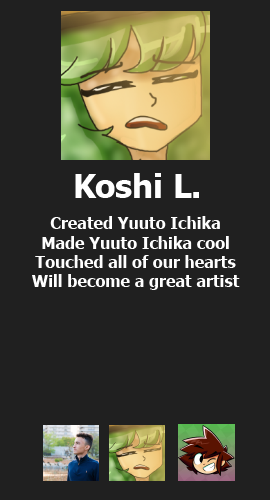 Koshi L.
Created Yuuto Ichika
Made Yuuto Ichika cool
Touched all of our hearts
Will become a great artist